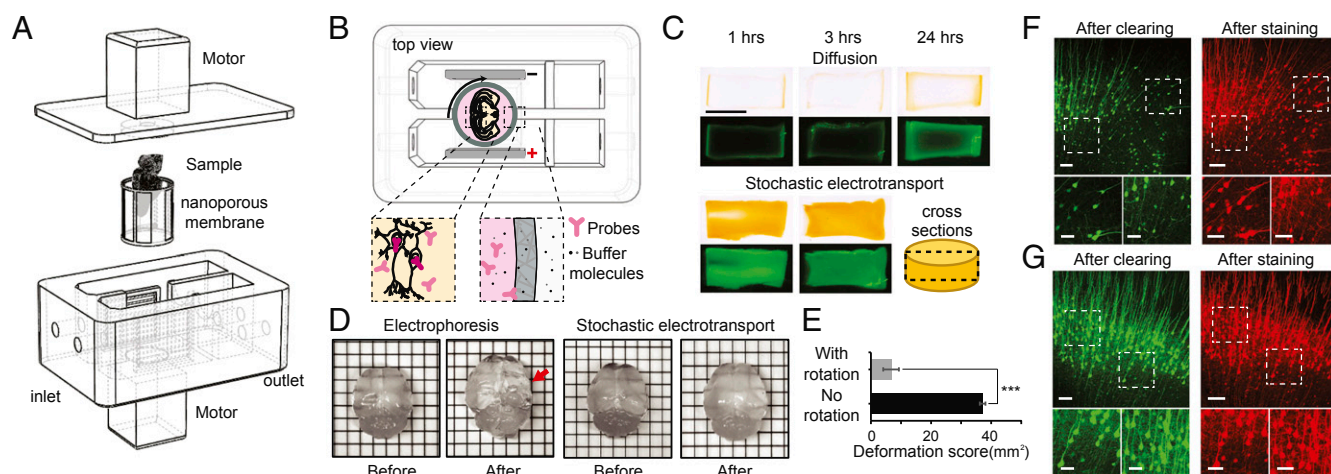 A
Motor
Sample
nanoporous
membrane
inlet
outlet
Motor
B
top view
−
+
Probes
Buffer
molecules
C
1 hrs
3 hrs
24 hrs
Diffusion
Stochastic electrotransport
cross
sections
D
Electrophoresis
Stochastic electrotransport
Before
After
Before
After
E
With
rotation
No
rotation
***
0
20
40
Deformation score(mm²)
F
After clearing
After staining
G
After clearing
After staining